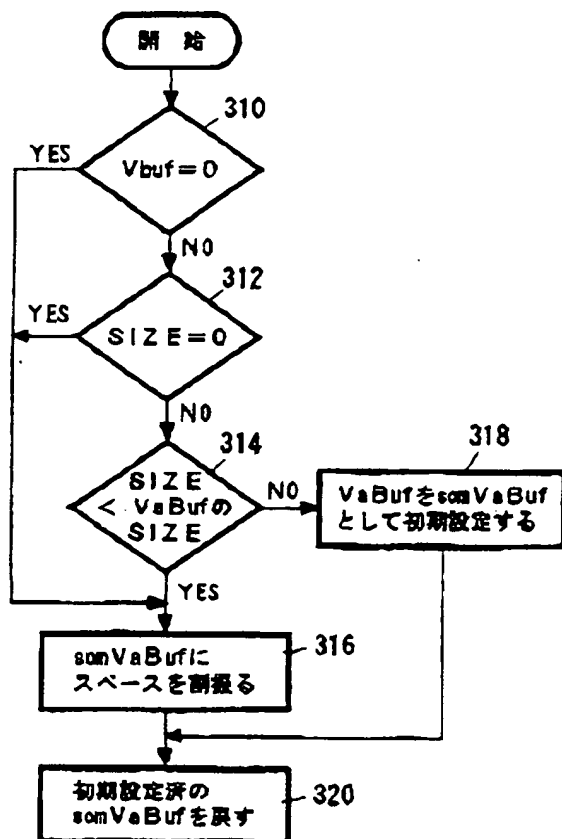 開 始
310
Vbuf=0
YES
NO
312
SIZE=0
YES
NO
314
SIZE
< VaBufの
SIZE
NO
YES
318
VaBufをsomVaBuf
として初期設定する
316
somVaBufに
スペースを割振る
320
初期設定済の
somVaBufを戻す